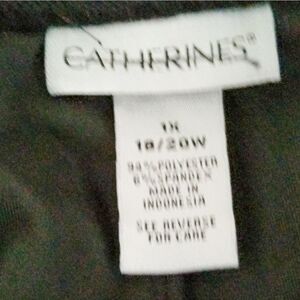 CATHERINES®
1X
18/20W
94% POLYESTER
6% SPANDEX
MADE IN
INDONESIA
SEE REVERSE
FOR CARE